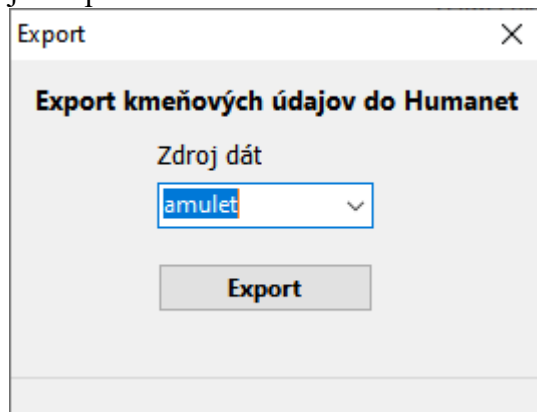 Export
Export kmeňových údajov do Humanet
Zdroj dát
amulet
Export